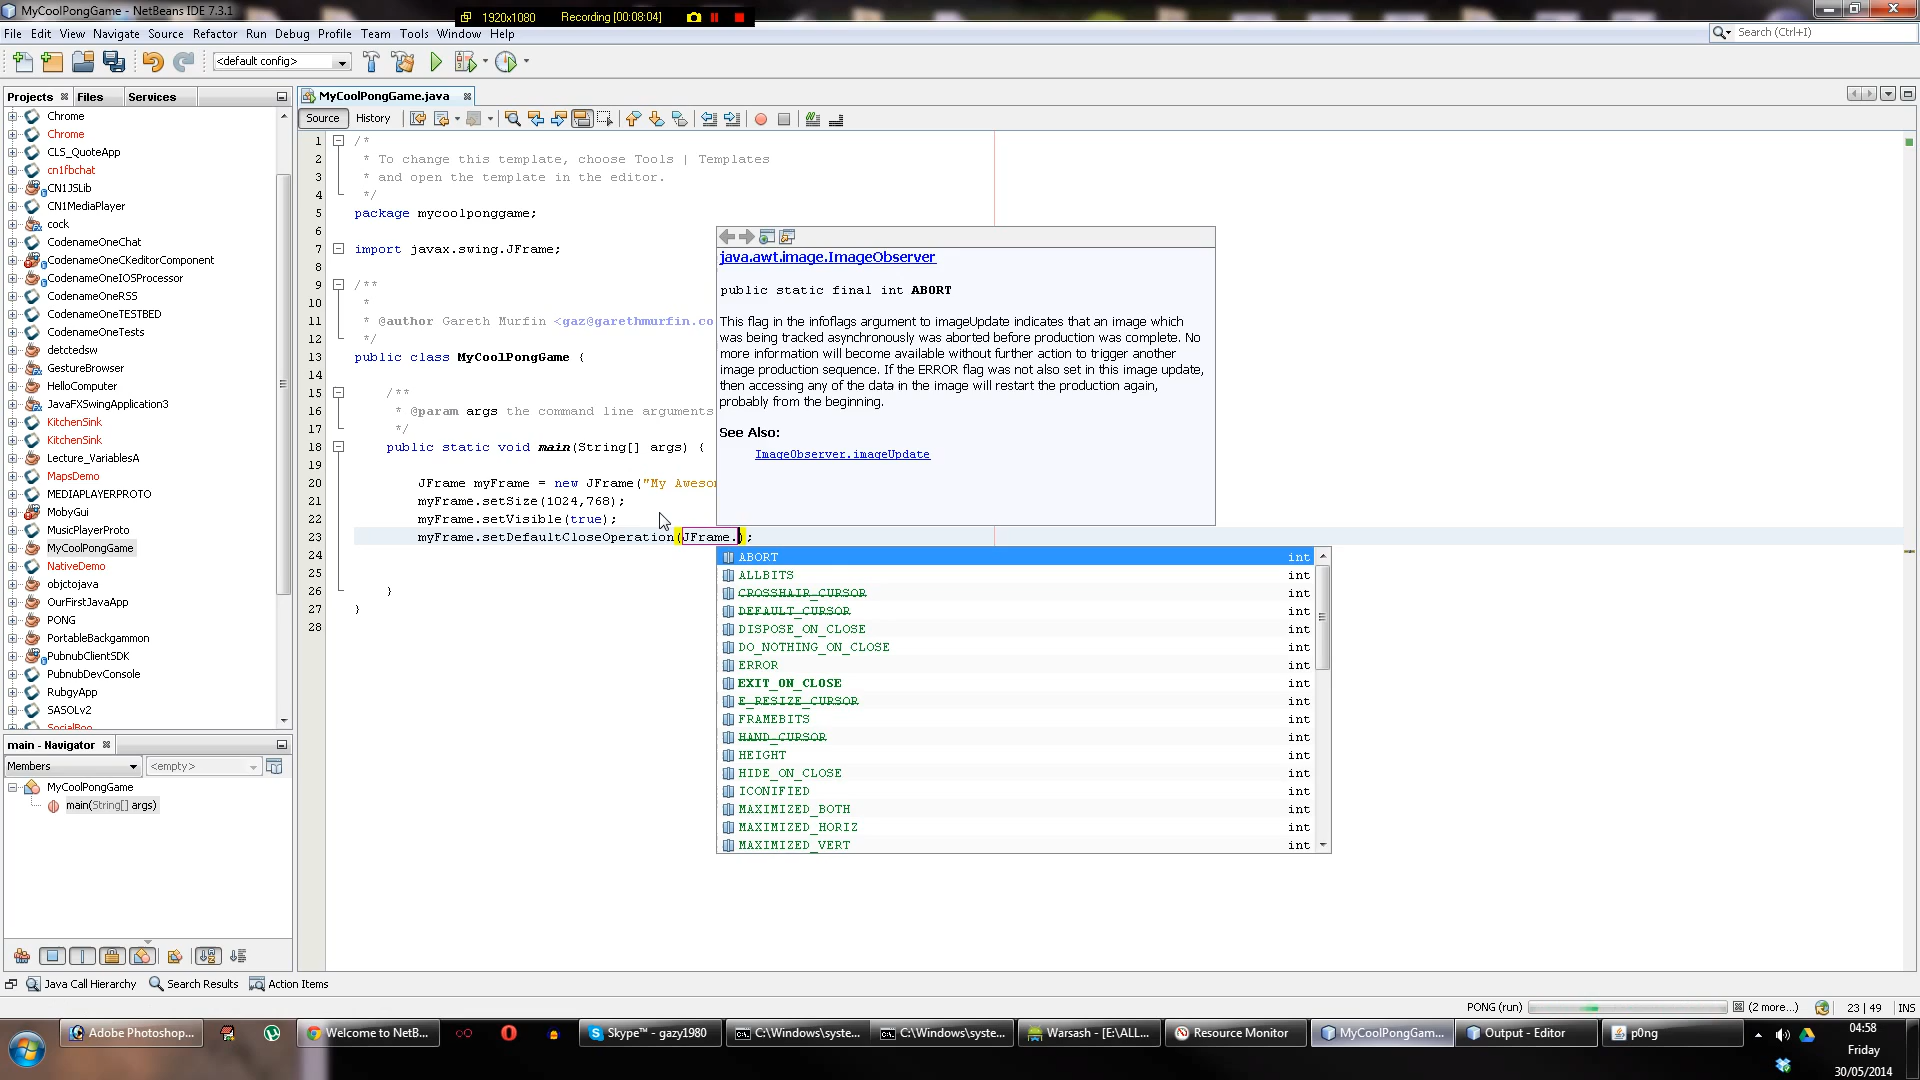 MyCoolPongGame - NetBeans IDE 7.3.1
1920x1080 Recording [00:08:04]
File Edit View Navigate Source Refactor Run Debug Profile Team Tools Window Help
Search (Ctrl+I)
<default config>
Projects Files Services
MyCoolPongGame.java
Source History
Chrome
Chrome
CLS_QuoteApp
cn1fbchat
CN1JSLib
CN1MediaPlayer
cock
CodenameOneChat
CodenameOneCKeditorComponent
CodenameOneIOSProcessor
CodenameOneRSS
CodenameOneTESTBED
CodenameOneTests
detctedsw
GestureBrowser
HelloComputer
JavaFXSwingApplication3
KitchenSink
KitchenSink
Lecture_VariablesA
MapsDemo
MEDIAPLAYERPROTO
MobyGui
MusicPlayerProto
MyCoolPongGame
NativeDemo
objctojava
OurFirstJavaApp
PONG
PortableBackgammon
PubnubClientSDK
PubnubDevConsole
RubgyApp
SASOLv2
main - Navigator
Members <empty>
MyCoolPongGame
main(String[] args)
1 /*
2 * To change this template, choose Tools | Templates
3 * and open the template in the editor.
4 */
5 package mycoolponggame;
6
7 import javax.swing.JFrame;
8
9 /**
10 *
11 * @author Gareth Murfin <gaz@garethmurfin.co
12 */
13 public class MyCoolPongGame {
14
15 /**
16 * @param args the command line arguments
17 */
18 public static void main(String[] args) {
19
20 JFrame myFrame = new JFrame("My Aweso
21 myFrame.setSize(1024,768);
22 myFrame.setVisible(true);
23 myFrame.setDefaultCloseOperation(JFrame.);
24
25
26 }
27 }
28
java.awt.image.ImageObserver
public static final int ABORT
This flag in the infoflags argument to imageUpdate indicates that an image which
was being tracked asynchronously was aborted before production was complete. No
more information will become available without further action to trigger another
image production sequence. If the ERROR flag was not also set in this image update,
then accessing any of the data in the image will restart the production again,
probably from the beginning.
See Also:
ImageObserver.imageUpdate
ABORT int
ALLBITS int
CROSSHAIR_CURSOR int
DEFAULT_CURSOR int
DISPOSE_ON_CLOSE int
DO_NOTHING_ON_CLOSE int
ERROR int
EXIT_ON_CLOSE int
E_RESIZE_CURSOR int
FRAMEBITS int
HAND_CURSOR int
HEIGHT int
HIDE_ON_CLOSE int
ICONIFIED int
MAXIMIZED_BOTH int
MAXIMIZED_HORIZ int
MAXIMIZED_VERT int
Java Call Hierarchy Search Results Action Items
PONG (run) (2 more...) 23 | 49 INS
Adobe Photoshop... Welcome to NetB... Skype™ - gazy1980 C:\Windows\syste... C:\Windows\syste... Warsash - [E:\ALL... Resource Monitor MyCoolPongGam... Output - Editor p0ng
04:58
Friday
30/05/2014